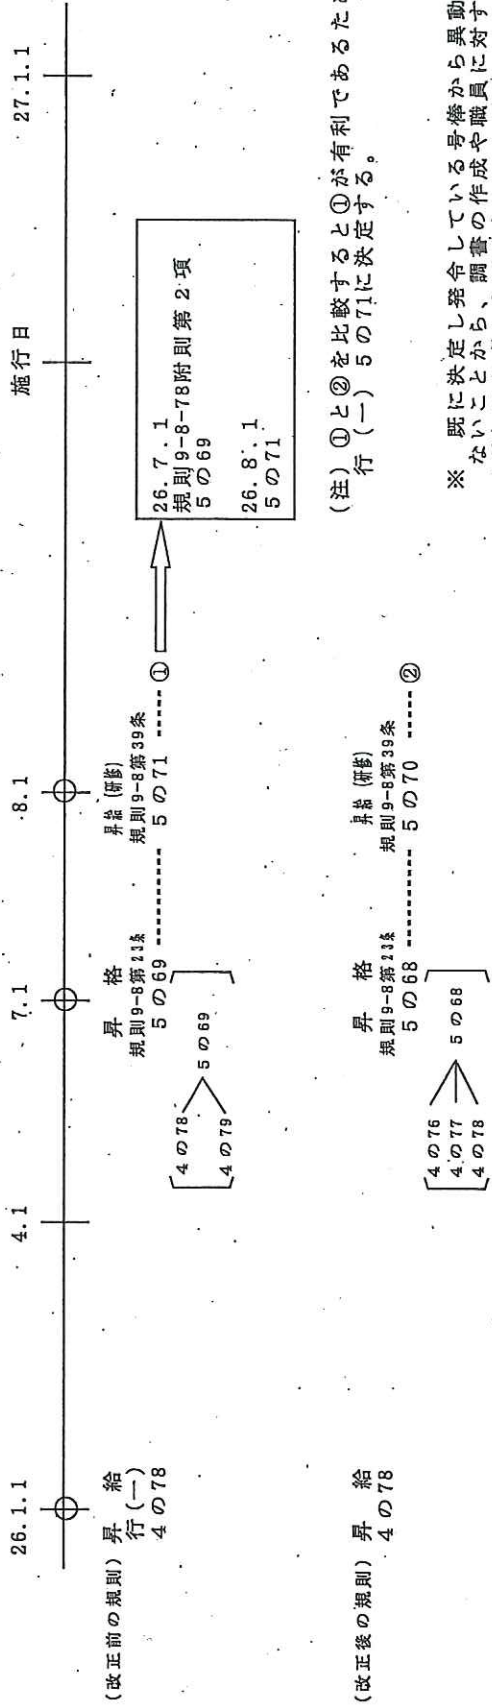 26.1.1
4.1
7.1
8.1
施行日
27.1.1
(改正前の規則)
昇給
行(一)
4の78
昇格
規則9-8第23条
5の69
4の78
4の79
5の69
昇給(研修)
規則9-8第39条
5の71
①
26.7.1
規則9-8-78附則第2項
5の69
26.8.1
5の71
(注) ①と②を比較すると①が有利であるため
行(一)5の71に決定する。
(改正後の規則)
昇給
4の78
昇格
規則9-8第23条
5の68
4の76
4の77
4の78
5の68
昇給(研修)
規則9-8第39条
5の70
②
※ 既に決定し発令している号俸から異動
ないことから、調書の作成や職員に対す